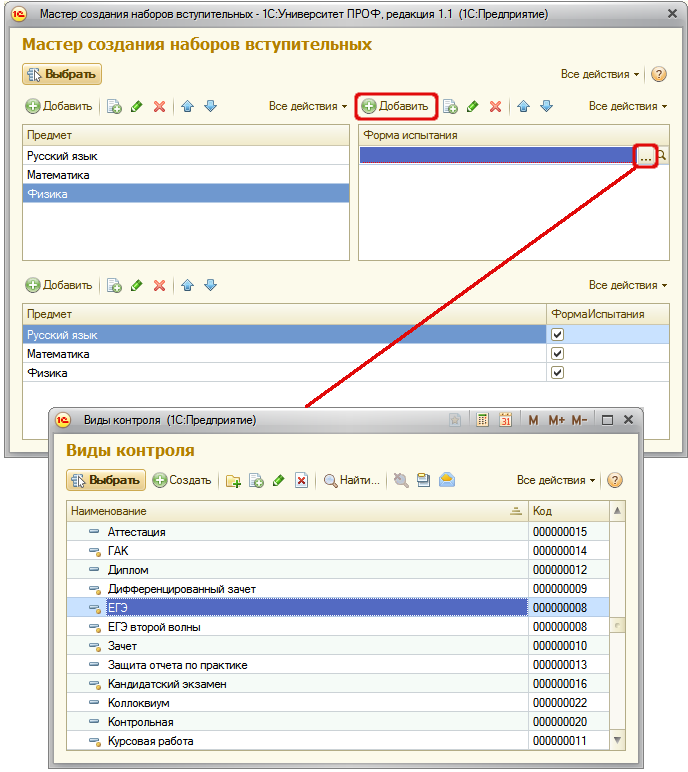 Мастер создания наборов вступительных - 1С:Университет ПРОФ, редакция 1.1 (1С:Предприятие)
Мастер создания наборов вступительных
Выбрать
Все действия
Добавить
Все действия
Добавить
Все действия
Предмет
Форма испытания
Русский язык
...
Математика
Физика
Добавить
Все действия
Предмет
ФормаИспытания
Русский язык
Математика
Физика
Виды контроля (1С:Предприятие)
31
M
M+
M-
Виды контроля
Выбрать
Создать
Найти...
Все действия
Наименование
Код
Аттестация 000000015
ГАК 000000014
Диплом 000000012
Дифференцированный зачет 000000009
ЕГЭ 000000008
ЕГЭ второй волны 000000008
Зачет 000000010
Защита отчета по практике 000000013
Кандидатский экзамен 000000016
Коллоквиум 000000022
Контрольная 000000020
Курсовая работа 000000011